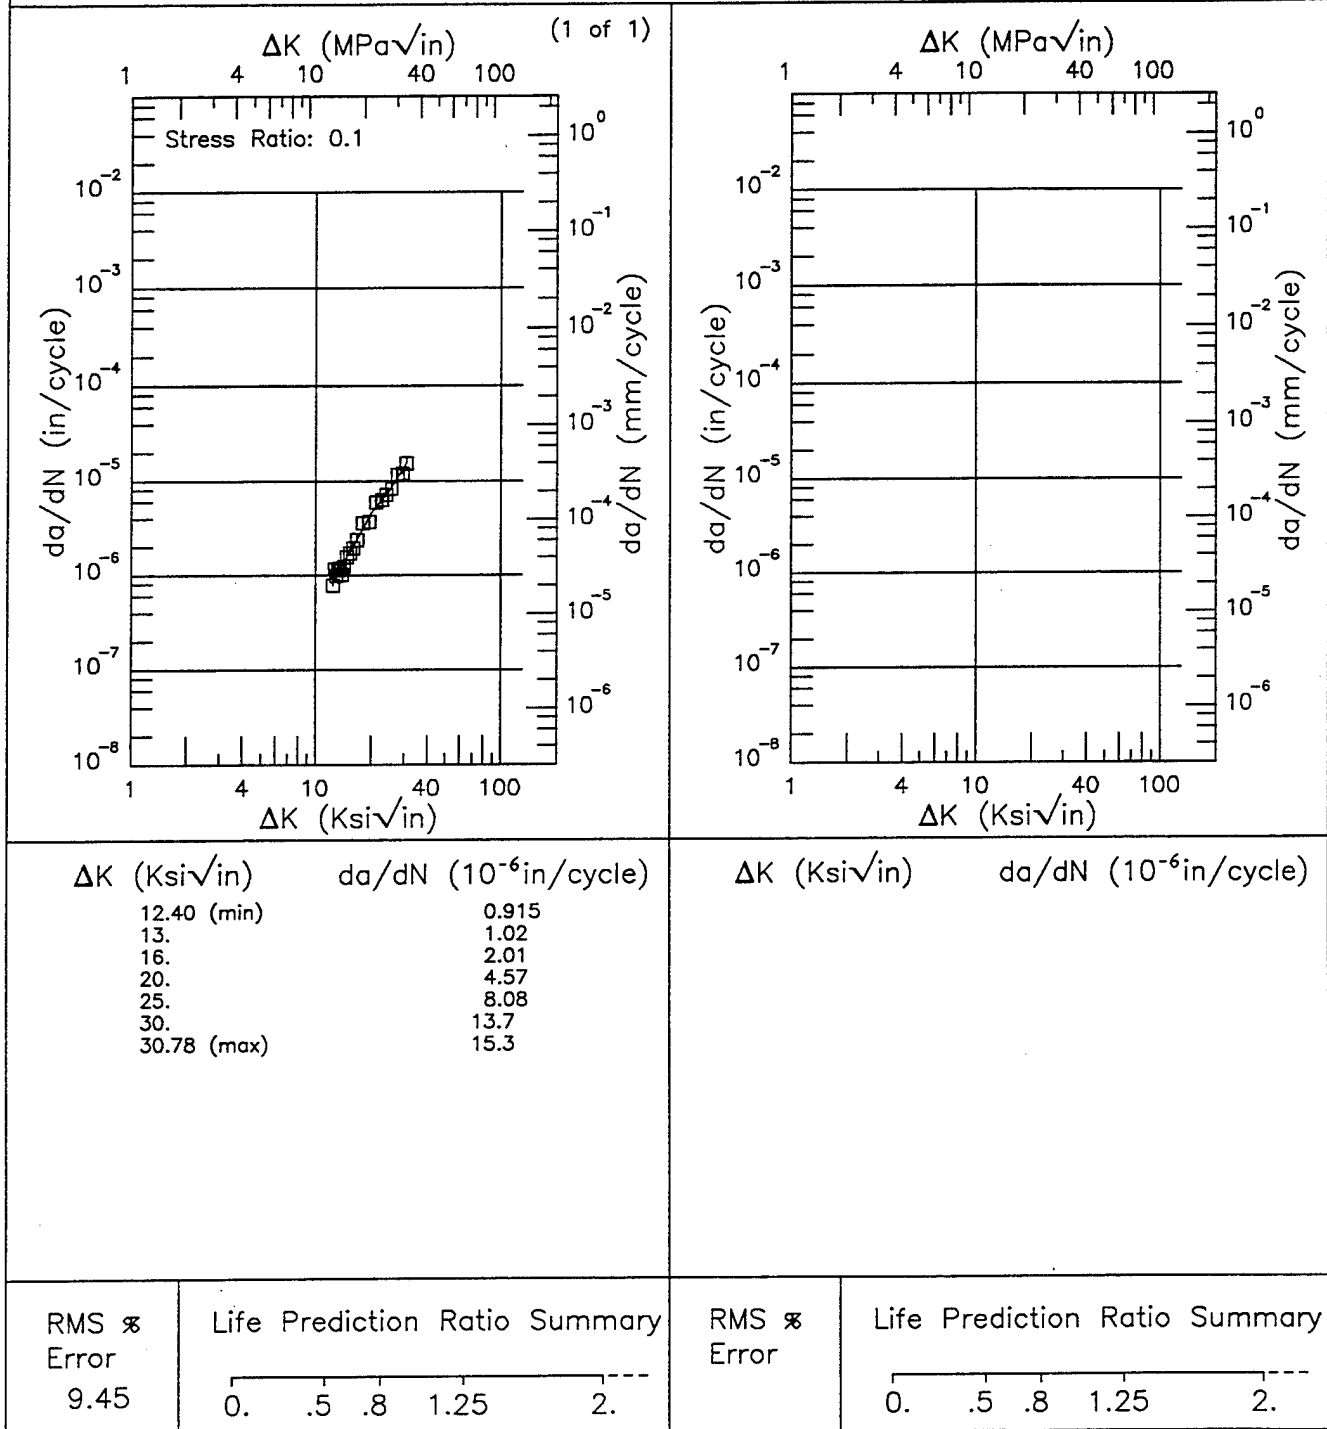 (1 of 1)
ΔK (MPa√in)
1 4 10 40 100
Stress Ratio: 0.1
da/dN (in/cycle)
10⁻²
10⁻³
10⁻⁴
10⁻⁵
10⁻⁶
10⁻⁷
10⁻⁸
10⁰
10⁻¹
10⁻²
10⁻³
10⁻⁴
10⁻⁵
10⁻⁶
da/dN (mm/cycle)
1 4 10 40 100
ΔK (Ksi√in)
ΔK (MPa√in)
1 4 10 40 100
da/dN (in/cycle)
10⁻²
10⁻³
10⁻⁴
10⁻⁵
10⁻⁶
10⁻⁷
10⁻⁸
10⁰
10⁻¹
10⁻²
10⁻³
10⁻⁴
10⁻⁵
10⁻⁶
da/dN (mm/cycle)
1 4 10 40 100
ΔK (Ksi√in)
ΔK (Ksi√in) da/dN (10⁻⁶in/cycle)
12.40 (min) 0.915
13. 1.02
16. 2.01
20. 4.57
25. 8.08
30. 13.7
30.78 (max) 15.3
ΔK (Ksi√in) da/dN (10⁻⁶in/cycle)
RMS %
Error
9.45
Life Prediction Ratio Summary
0. .5 .8 1.25 2.
RMS %
Error
Life Prediction Ratio Summary
0. .5 .8 1.25 2.